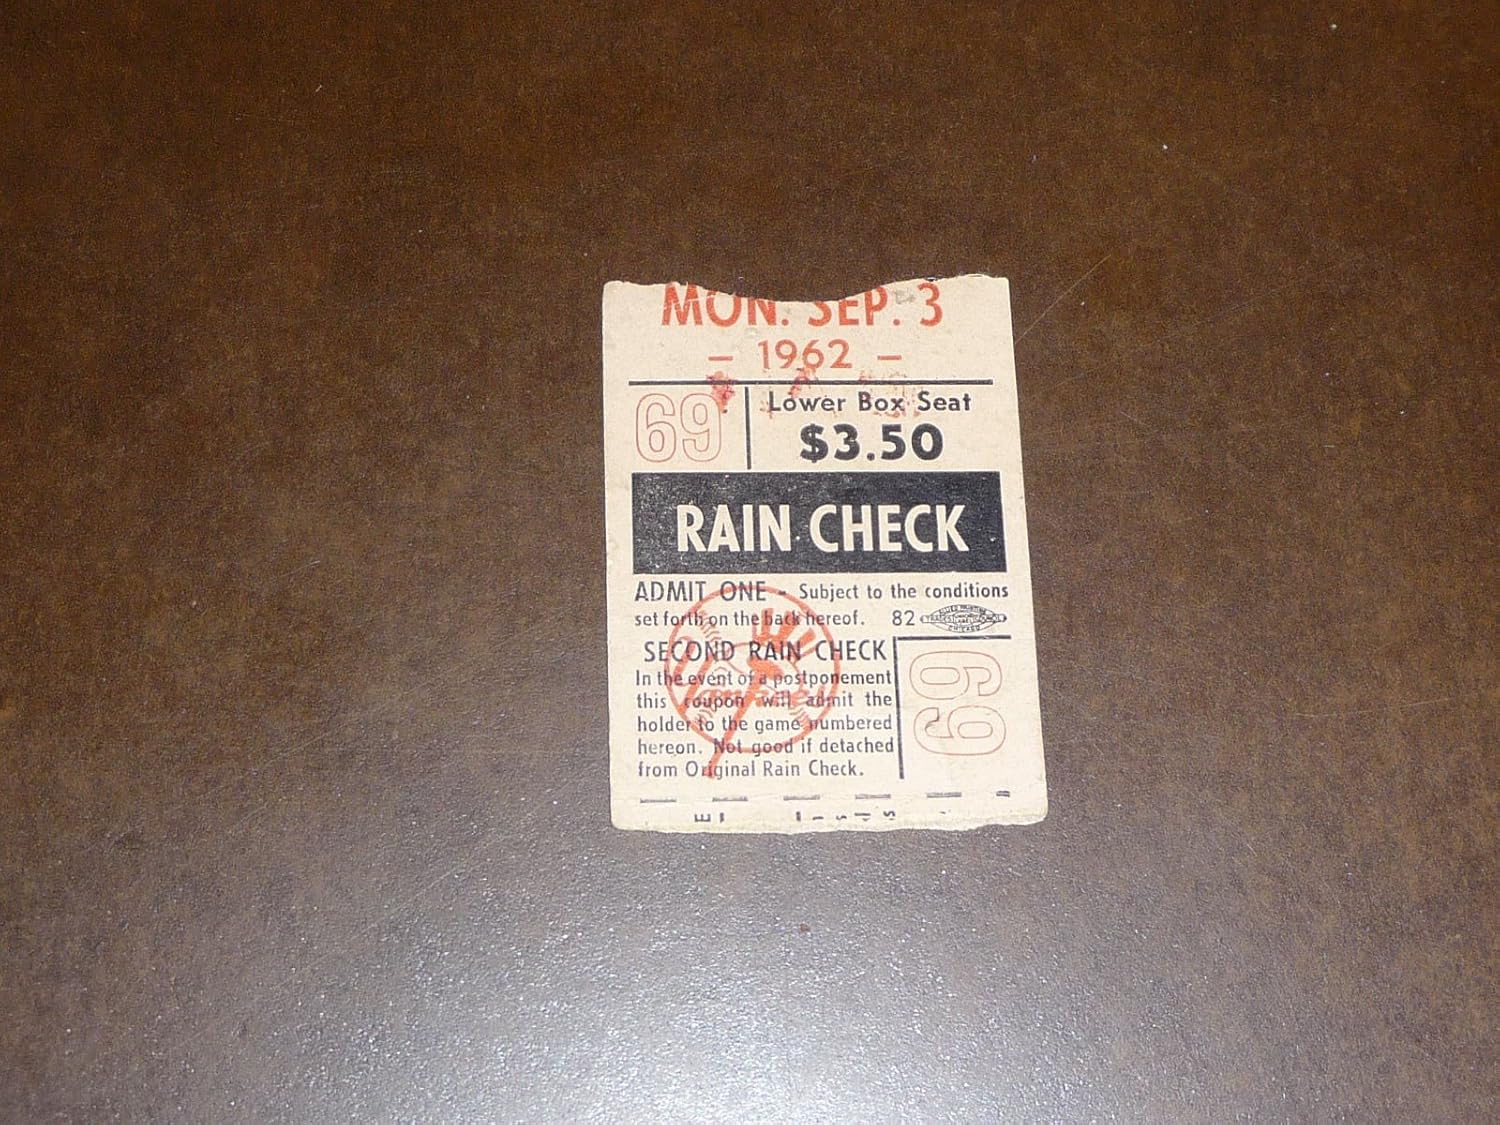 MON. SEP. 3
– 1962 –
69
Lower Box Seat
$3.50
RAIN CHECK
ADMIT ONE - Subject to the conditions
set forth on the back hereof. 82
SECOND RAIN CHECK
In the event of a postponement
this coupon will admit the
holder to the game numbered
hereon. Not good if detached
from Original Rain Check.
69
Yankees